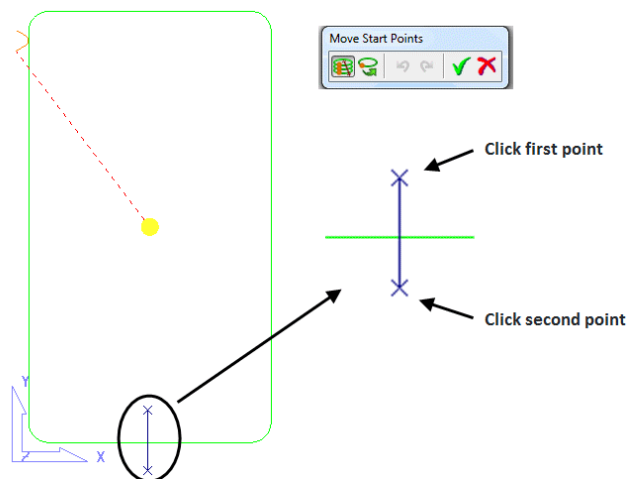 Move Start Points
Click first point
Click second point
Y
X
Z